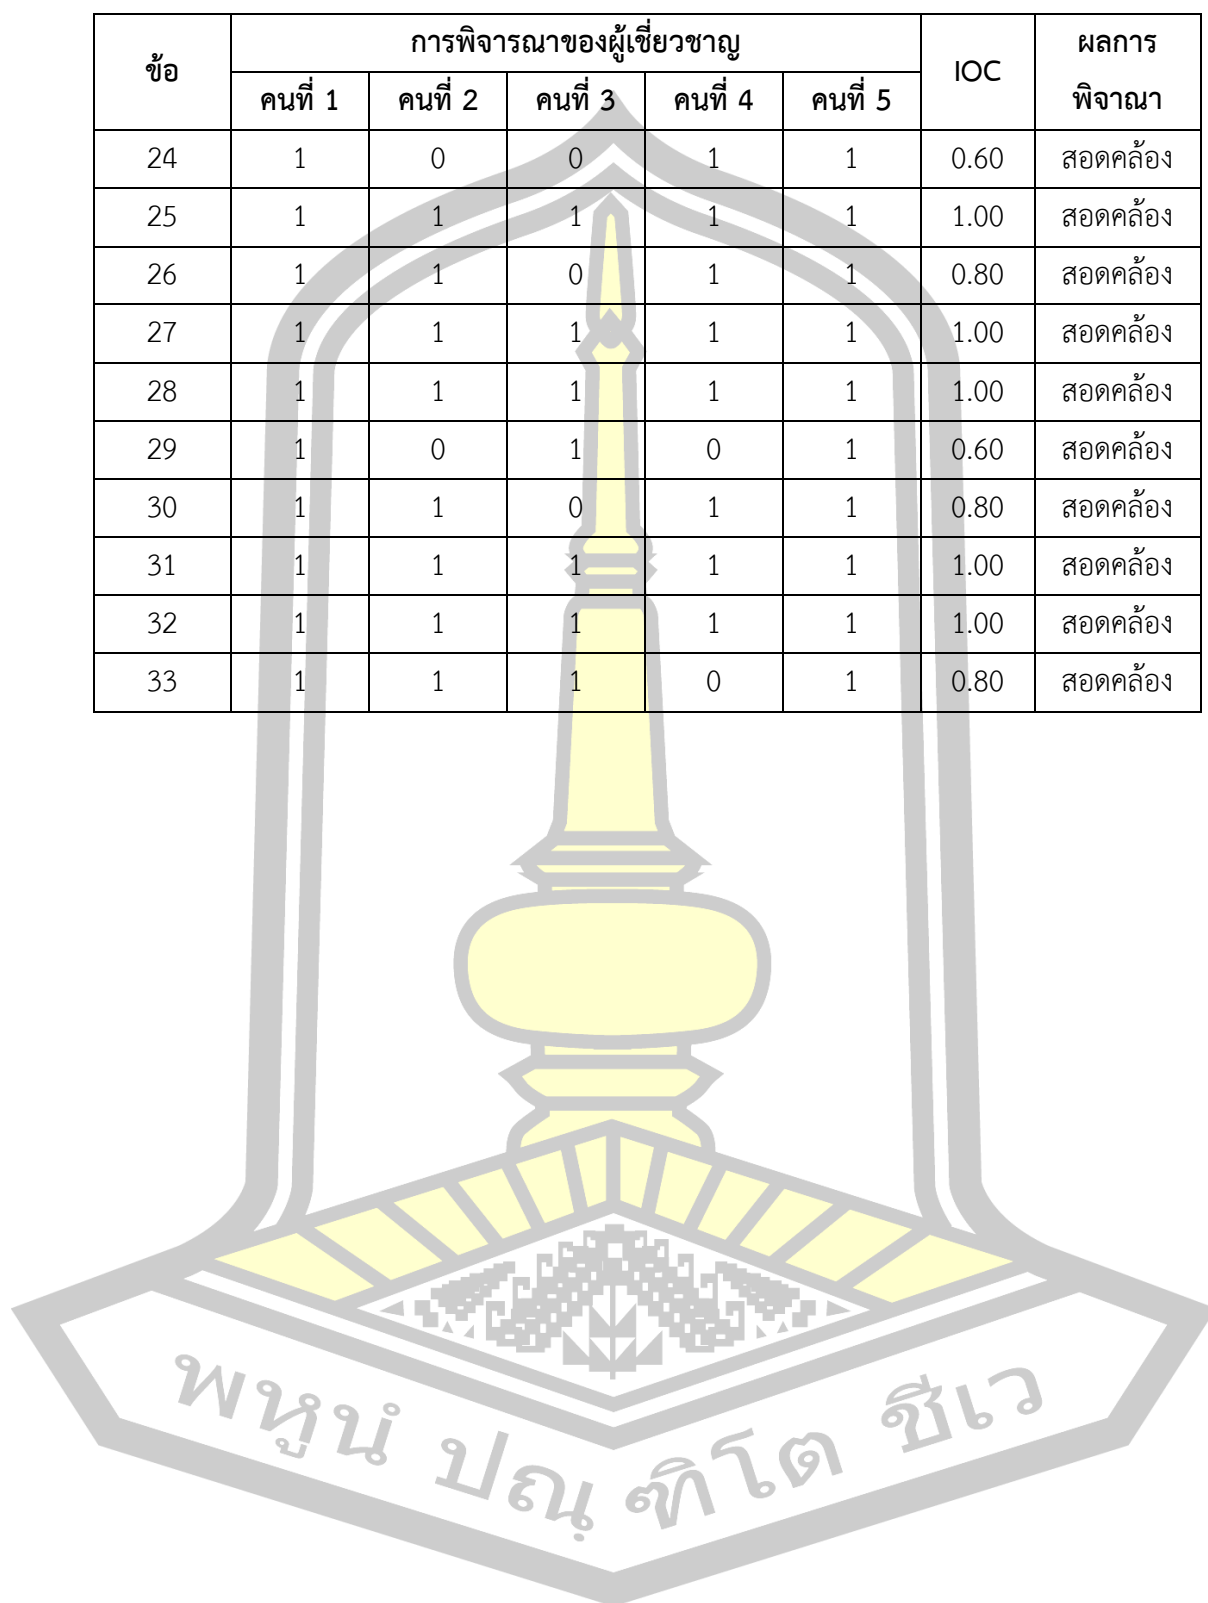 ข้อ การพิจารณาของผู้เชี่ยวชาญ IOC ผลการพิจาณา
คนที่ 1 คนที่ 2 คนที่ 3 คนที่ 4 คนที่ 5
24 1 0 0 1 1 0.60 สอดคล้อง
25 1 1 1 1 1 1.00 สอดคล้อง
26 1 1 0 1 1 0.80 สอดคล้อง
27 1 1 1 1 1 1.00 สอดคล้อง
28 1 1 1 1 1 1.00 สอดคล้อง
29 1 0 1 0 1 0.60 สอดคล้อง
30 1 1 0 1 1 0.80 สอดคล้อง
31 1 1 1 1 1 1.00 สอดคล้อง
32 1 1 1 1 1 1.00 สอดคล้อง
33 1 1 1 0 1 0.80 สอดคล้อง
พหูนํ ปณฺ ฑิโต ชีเว